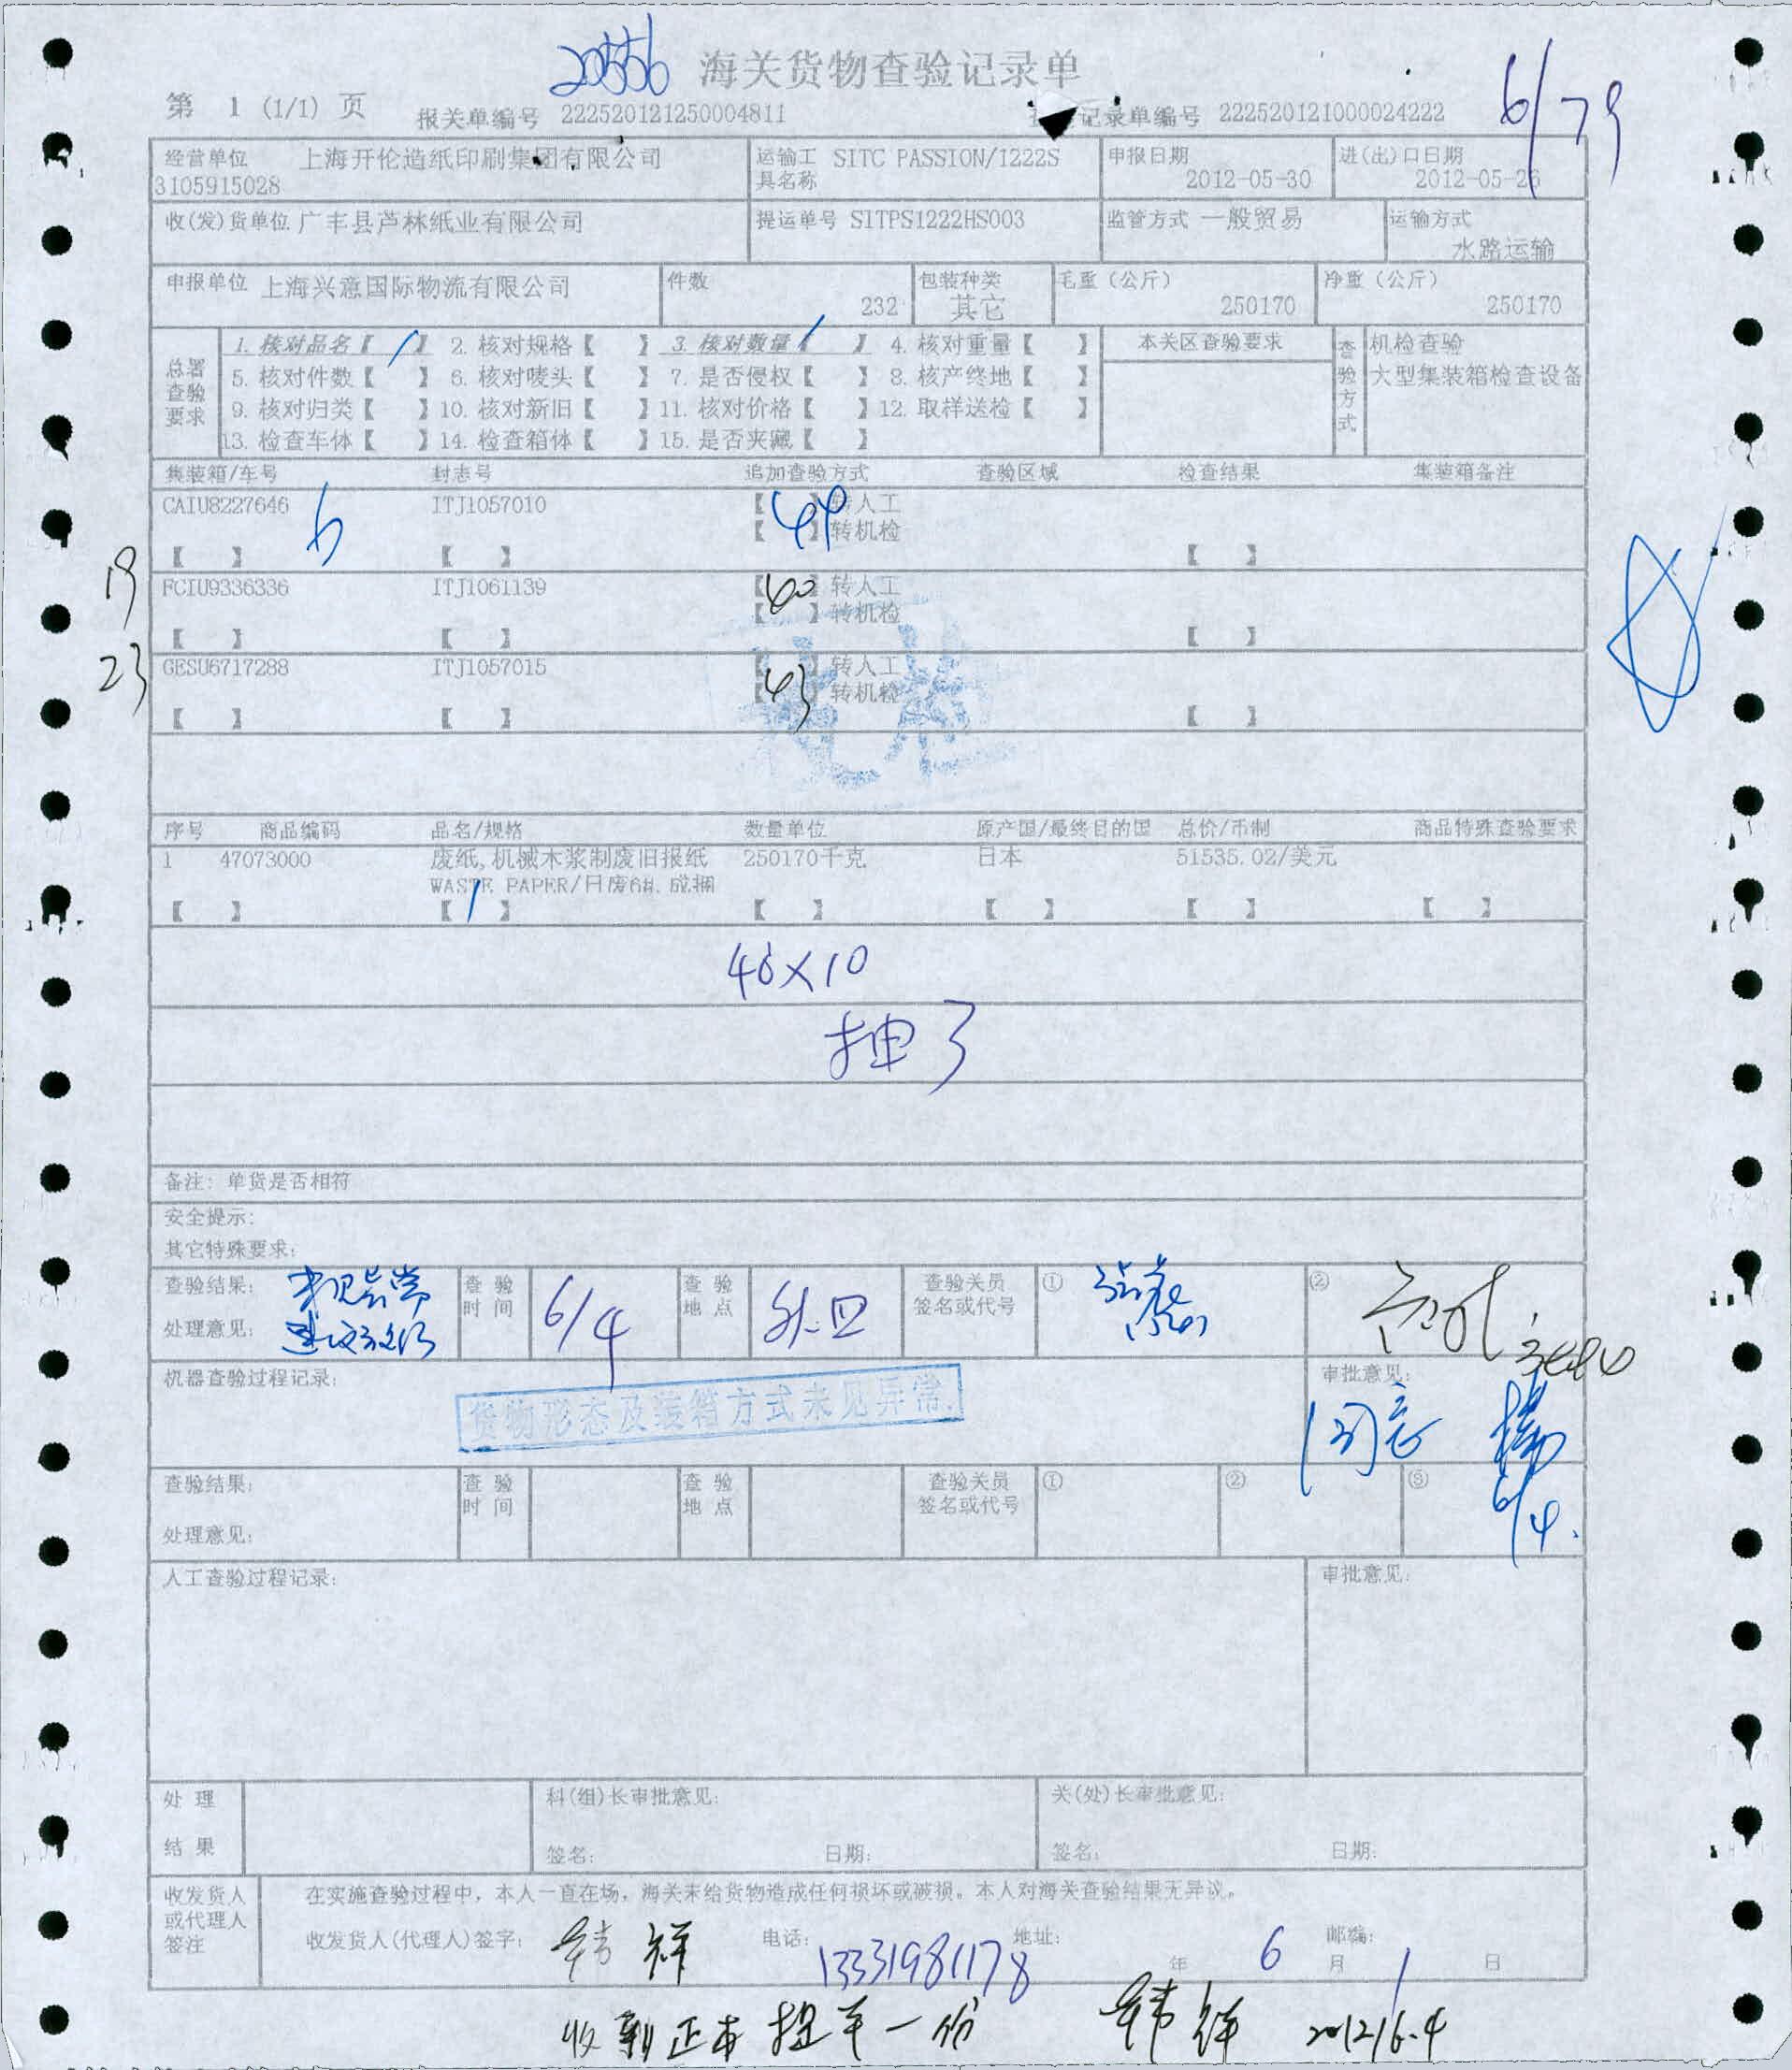 20556 海关货物查验记录单
第 1 (1/1) 页 报关单编号 222520121250004811 记录单编号 222520121000024222 6/79
经营单位 上海开伦造纸印刷集团有限公司 运输工 SITC PASSION/1222S 申报日期 进(出)口日期
3105915028 具名称 2012-05-30 2012-05-26
收(发)货单位 广丰县芦林纸业有限公司 提运单号 SITPS1222HS003 监管方式 一般贸易 运输方式
水路运输
申报单位 上海兴意国际物流有限公司 件数 包装种类 毛重(公斤) 净重(公斤)
232 其它 250170 250170
总署 查验 要求
1. 核对品名【 / 】 2. 核对规格【 】 3. 核对数量【 / 】 4. 核对重量【 】 本关区查验要求 查验方式 机检查验
5. 核对件数【 】 6. 核对唛头【 】 7. 是否侵权【 】 8. 核产终地【 】 大型集装箱检查设备
9. 核对归类【 】 10. 核对新旧【 】 11. 核对价格【 】 12. 取样送检【 】
13. 检查车体【 】 14. 检查箱体【 】 15. 是否夹藏【 】
集装箱/车号 封志号 追加查验方式 查验区域 检查结果 集装箱备注
CAIU8227646 ITJ1057010 【 】转人工
【 】转机检
【 】 【 】 【 】
19 FCIU9336336 ITJ1061139 【 】转人工
【 】转机检
【 】 【 】 【 】
23 GESU6717288 ITJ1057015 【 】转人工
43 【 】转机检
【 】 【 】 【 】
序号 商品编码 品名/规格 数量单位 原产国/最终目的国 总价/币制 商品特殊查验要求
1 47073000 废纸,机械木浆制废旧报纸 250170千克 日本 51535.02/美元
WASTE PAPER/日废6#,成捆
【 】 【 / 】 【 】 【 】 【 】 【 】
40×10
抽3
备注: 单货是否相符
安全提示:
其它特殊要求:
查验结果: 未见异常 查验时间 6/4 查验地点 外四 查验关员 签名或代号 ① ②
处理意见: 建议放行
机器查验过程记录: 审批意见:
货物形态及装箱方式未见异常. 同意
6/4.
查验结果: 查验时间 查验地点 查验关员 签名或代号 ① ② ③
处理意见:
人工查验过程记录: 审批意见:
处理 结果 科(组)长审批意见: 关(处)长审批意见:
签名: 日期: 签名: 日期:
收发货人 或代理人 签注 在实施查验过程中,本人一直在场,海关未给货物造成任何损坏或破损。本人对海关查验结果无异议。
收发货人(代理人)签字: 韩祥 电话: 13331981178 地址: 邮编:
年 6 月 1 日
收到正本提单一份 韩祥 2012/6.4